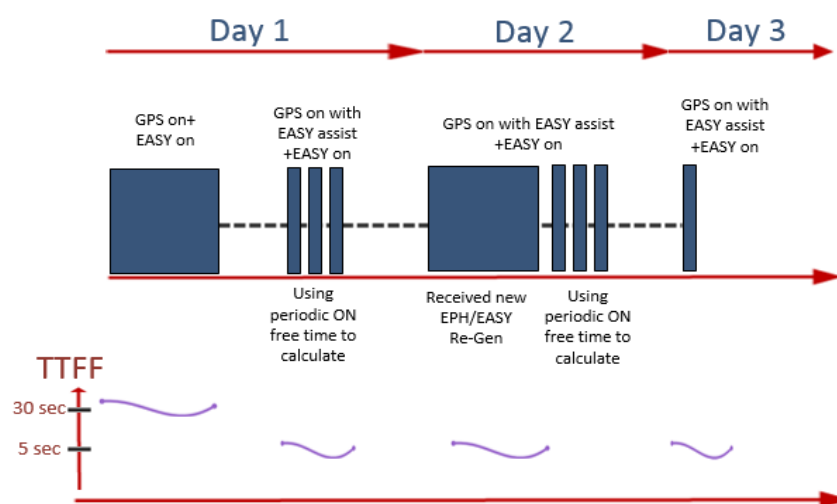 Day 1
Day 2
Day 3
GPS on+
EASY on
GPS on with
EASY assist
+EASY on
GPS on with EASY assist
+EASY on
GPS on with
EASY assist
+EASY on
Using
periodic ON
free time to
calculate
Received new
EPH/EASY
Re-Gen
Using
periodic ON
free time to
calculate
TTFF
30 sec
5 sec